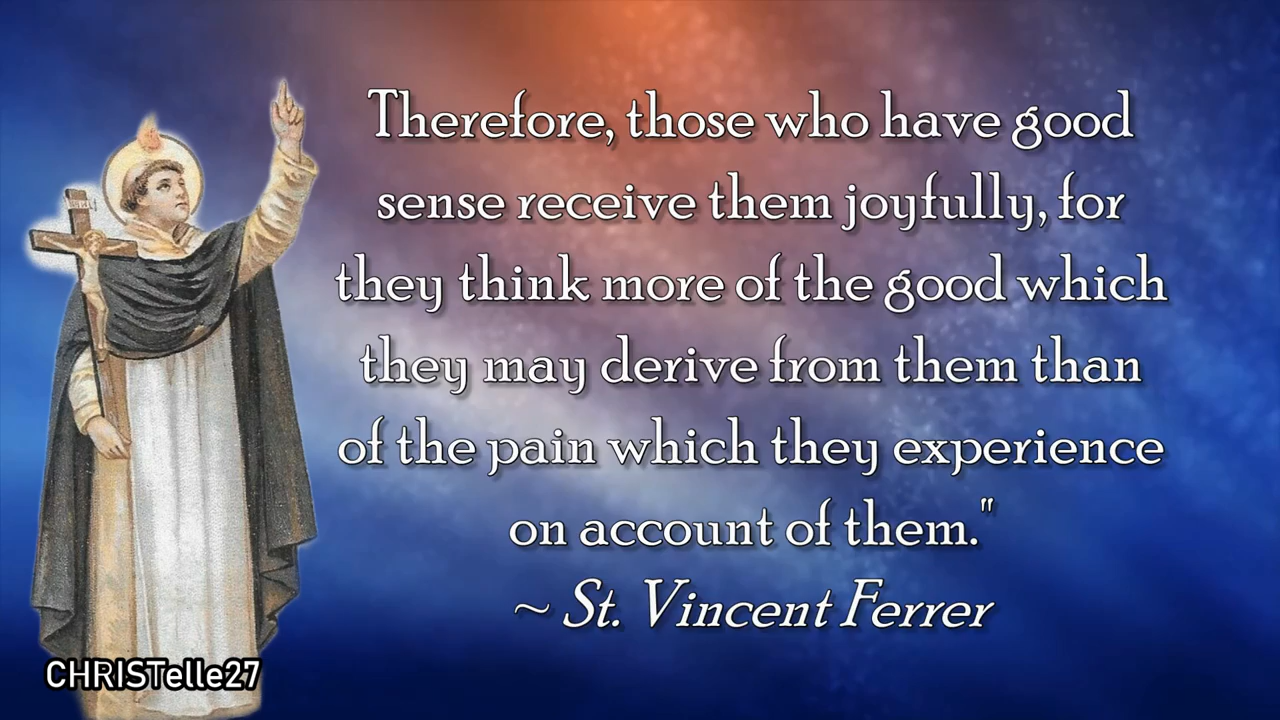 Therefore, those who have good
sense receive them joyfully, for
they think more of the good which
they may derive from them than
of the pain which they experience
on account of them."
~ St. Vincent Ferrer
CHRISTelle27